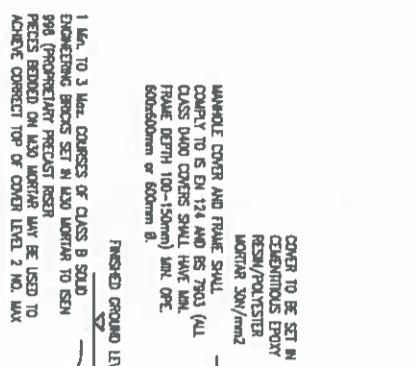 COVER TO BE SET IN
CEMENTITIOUS EPOXY
RESIN/POLYESTER
MORTAR 30N/mm2
MANHOLE COVER AND FRAME SHALL
COMPLY TO IS EN 124 AND BS 7903 (ALL
CLASS D400 COVERS SHALL HAVE MIN.
FRAME DEPTH 100-150mm) MIN. OPE.
600x600mm or 600mm θ.
FINISHED GROUND LEV
1 Min. TO 3 Max. COURSES OF CLASS B SOLID
ENGINEERING BRICKS SET IN M30 MORTAR TO ISEN
998 (PROPRIETARY PRECAST RISER
PIECES BEDDED ON M30 MORTAR MAY BE USED TO
ACHIEVE CORRECT TOP OF COVER LEVEL 2 NO. MAX